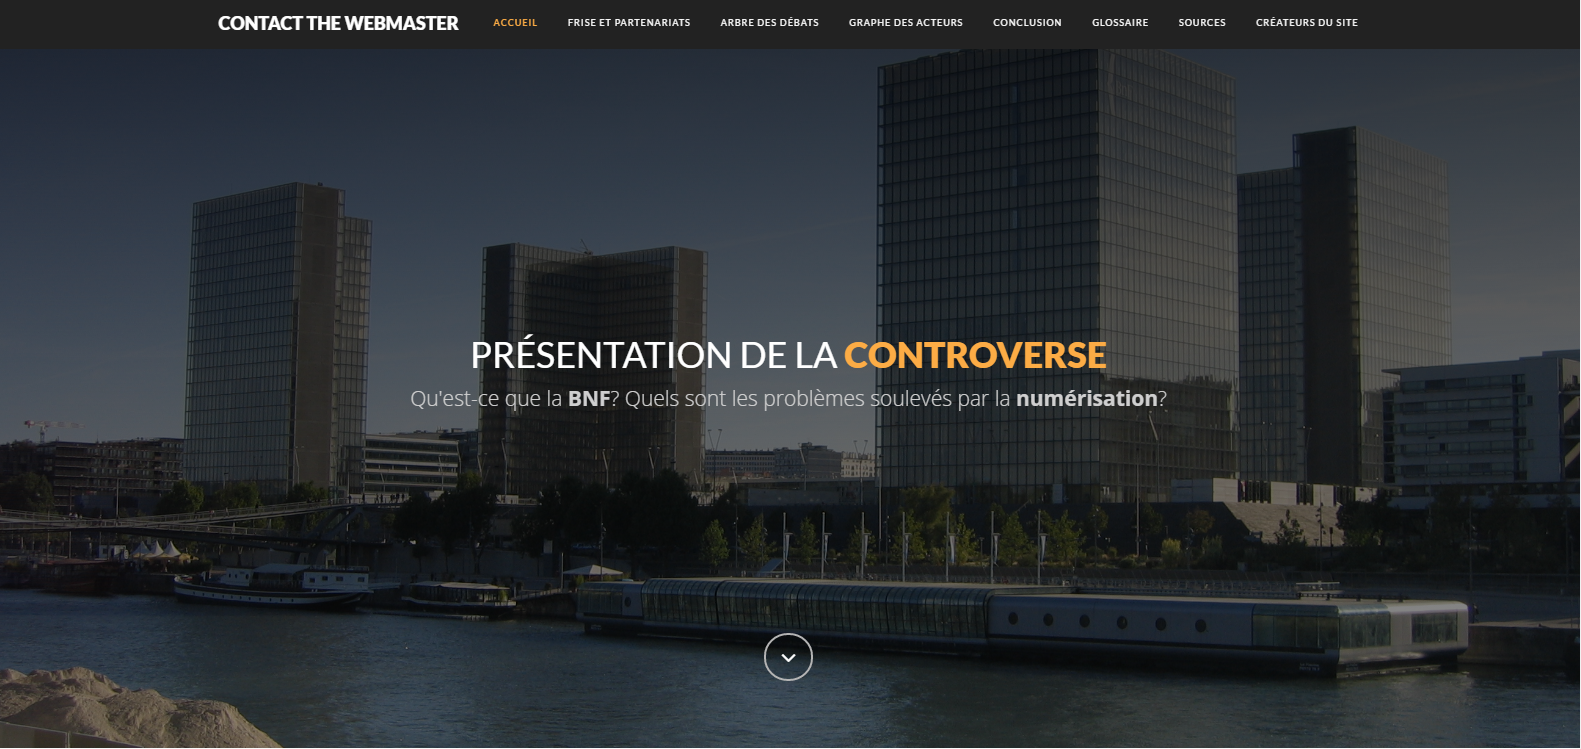 CONTACT THE WEBMASTER ACCUEIL FRISE ET PARTENARIATS ARBRE DES DÉBATS GRAPHE DES ACTEURS CONCLUSION GLOSSAIRE SOURCES CRÉATEURS DU SITE
PRÉSENTATION DE LA CONTROVERSE
Qu'est-ce que la BNF? Quels sont les problèmes soulevés par la numérisation?